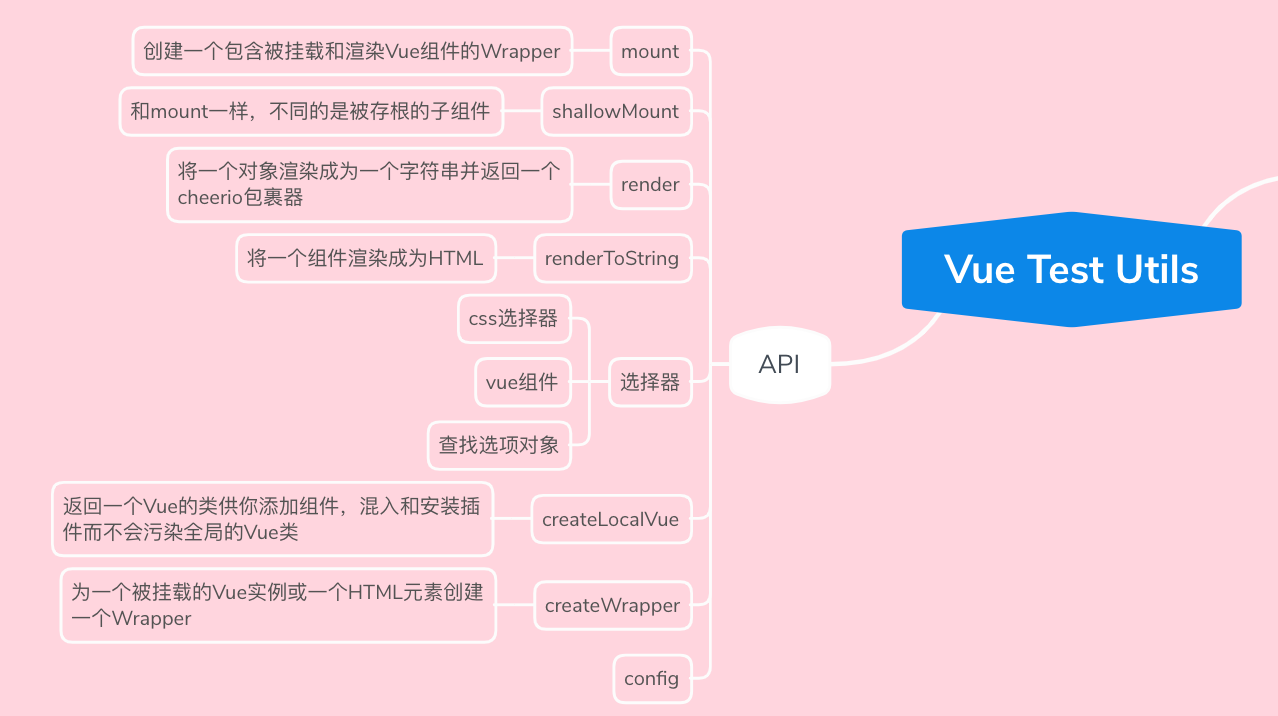 创建一个包含被挂载和渲染Vue组件的Wrapper
mount
和mount一样，不同的是被存根的子组件
shallowMount
将一个对象渲染成为一个字符串并返回一个
cheerio包裹器
render
将一个组件渲染成为HTML
renderToString
css选择器
vue组件
查找选项对象
选择器
返回一个Vue的类供你添加组件，混入和安装插
件而不会污染全局的Vue类
createLocalVue
为一个被挂载的Vue实例或一个HTML元素创建
一个Wrapper
createWrapper
config
API
Vue Test Utils